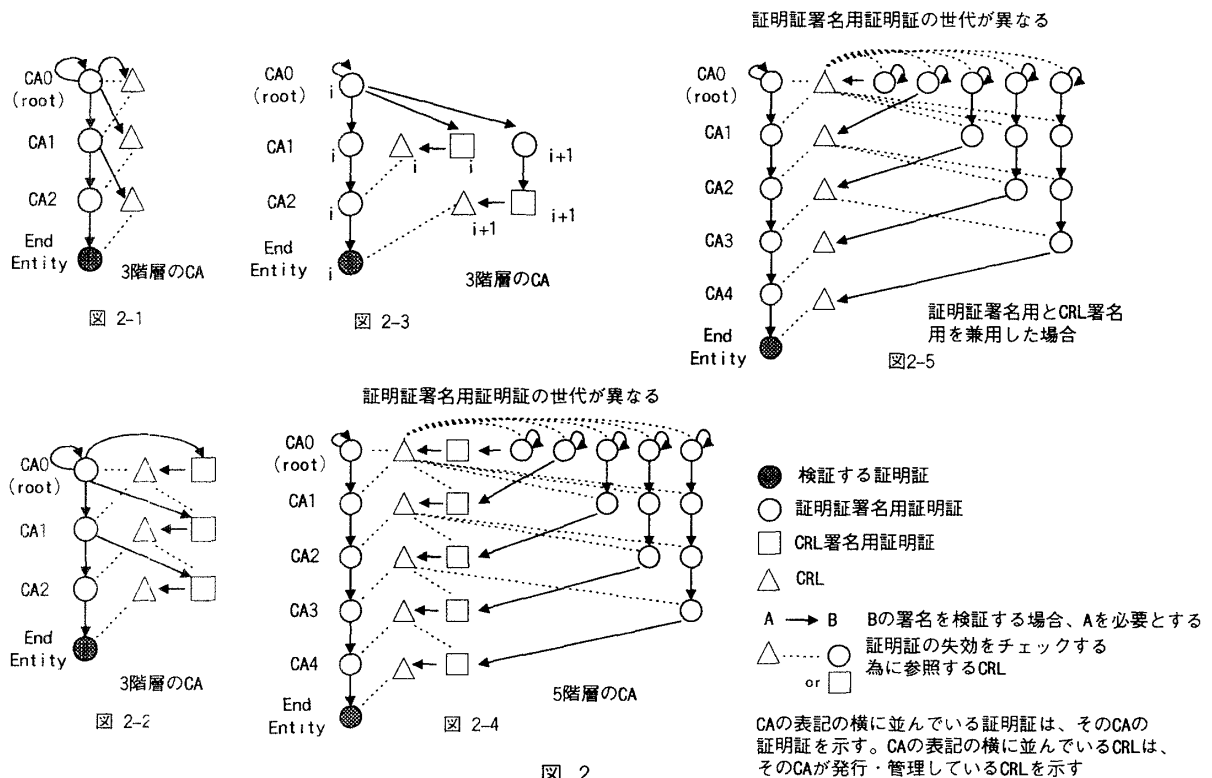 CA0
(root)
CA1
CA2
End
Entity
3階層のCA
図 2-1
CA0
(root)
i
CA1
i
i
i
i+1
CA2
i
i+1
i+1
End
Entity
i
3階層のCA
図 2-3
証明証署名用証明証の世代が異なる
CA0
(root)
CA1
CA2
CA3
CA4
End
Entity
証明証署名用とCRL署名
用を兼用した場合
図2-5
CA0
(root)
CA1
CA2
End
Entity
3階層のCA
図 2-2
証明証署名用証明証の世代が異なる
CA0
(root)
CA1
CA2
CA3
CA4
End
Entity
5階層のCA
図 2-4
検証する証明証
証明証署名用証明証
CRL署名用証明証
CRL
A → B Bの署名を検証する場合、Aを必要とする
証明証の失効をチェックする
為に参照するCRL
or
CAの表記の横に並んでいる証明証は、そのCAの
証明証を示す。CAの表記の横に並んでいるCRLは、
そのCAが発行・管理しているCRLを示す
図 2